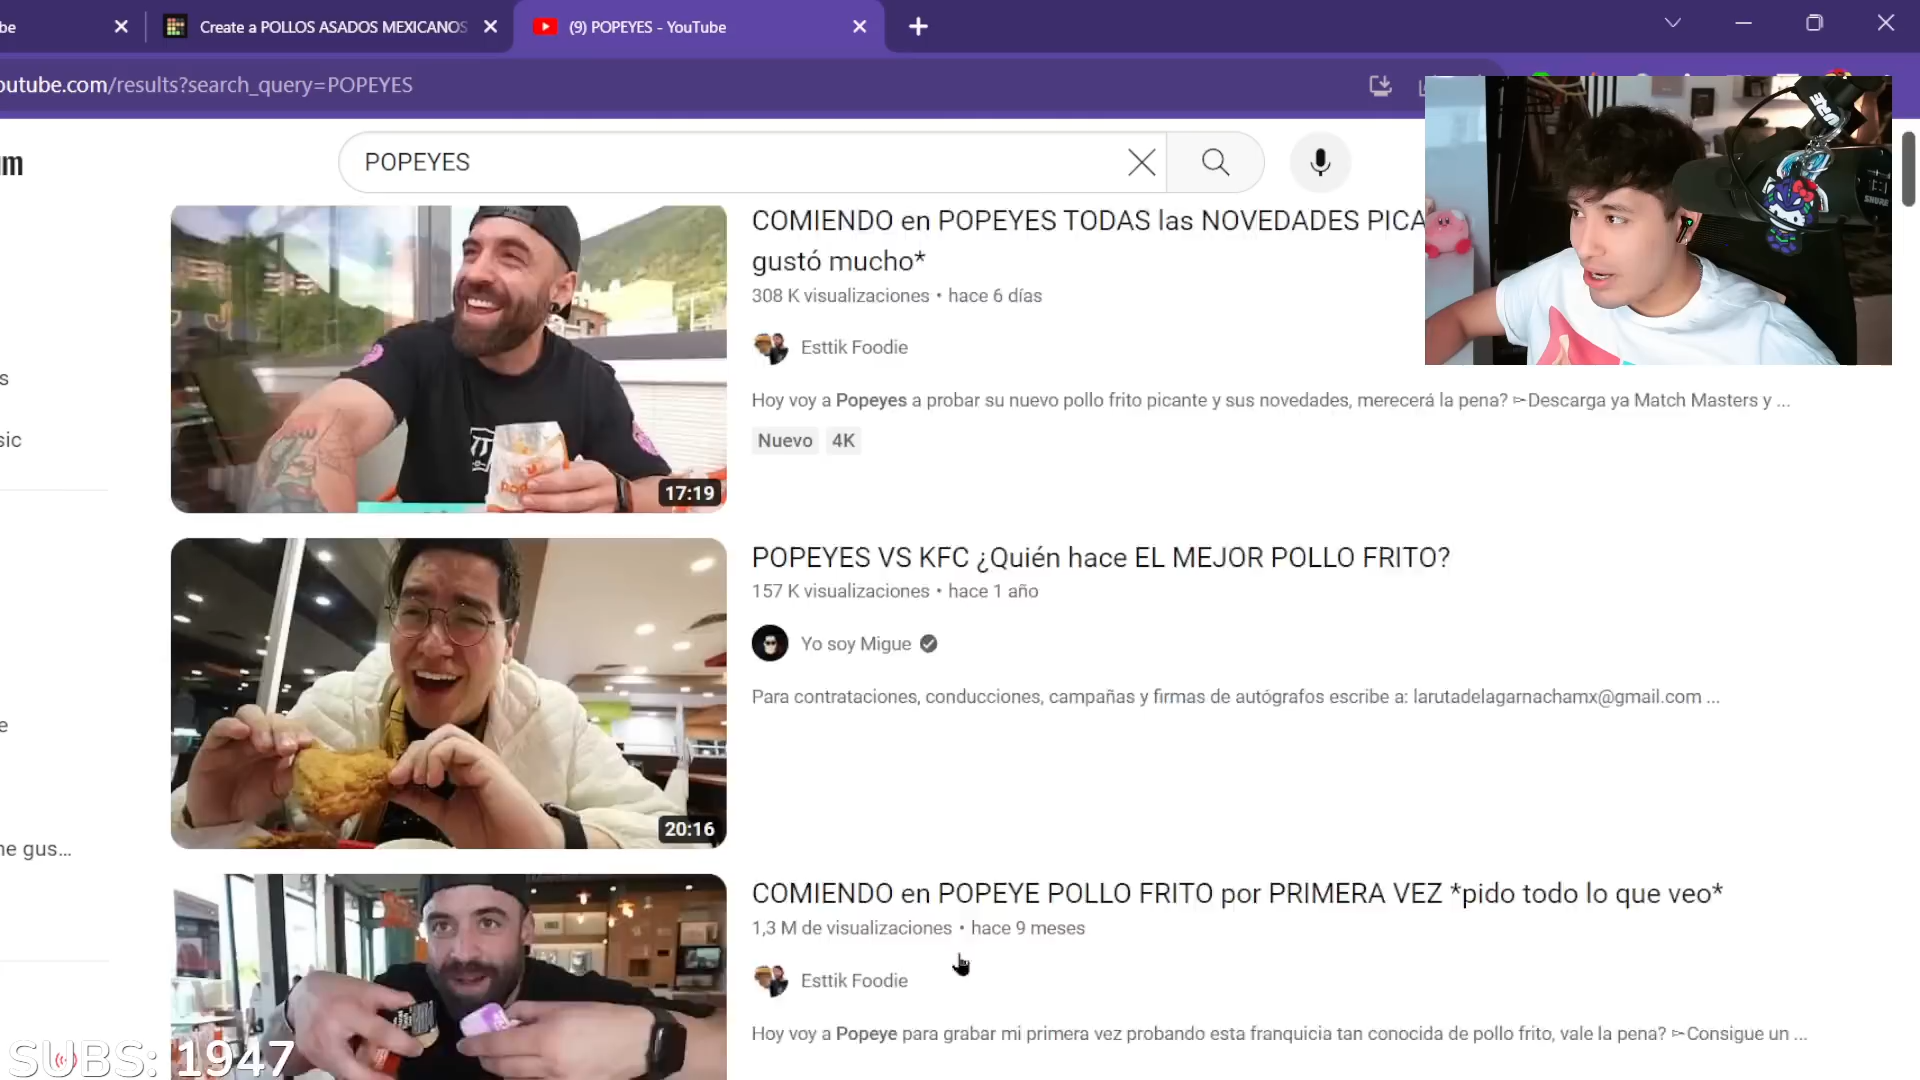 be
Create a POLLOS ASADOS MEXICANOS
(9) POPEYES - YouTube
outube.com/results?search_query=POPEYES
um
POPEYES
COMIENDO en POPEYES TODAS las NOVEDADES PICA
gustó mucho*
308 K visualizaciones • hace 6 días
Esttik Foodie
Hoy voy a Popeyes a probar su nuevo pollo frito picante y sus novedades, merecerá la pena? ➳Descarga ya Match Masters y ...
Nuevo 4K
17:19
s
sic
POPEYES VS KFC ¿Quién hace EL MEJOR POLLO FRITO?
157 K visualizaciones • hace 1 año
Yo soy Migue
Para contrataciones, conducciones, campañas y firmas de autógrafos escribe a: larutadelagarnachamx@gmail.com ...
20:16
e
ne gus...
COMIENDO en POPEYE POLLO FRITO por PRIMERA VEZ *pido todo lo que veo*
1,3 M de visualizaciones • hace 9 meses
Esttik Foodie
Hoy voy a Popeye para grabar mi primera vez probando esta franquicia tan conocida de pollo frito, vale la pena? ➳Consigue un ...
SUBS: 1947
SHURE